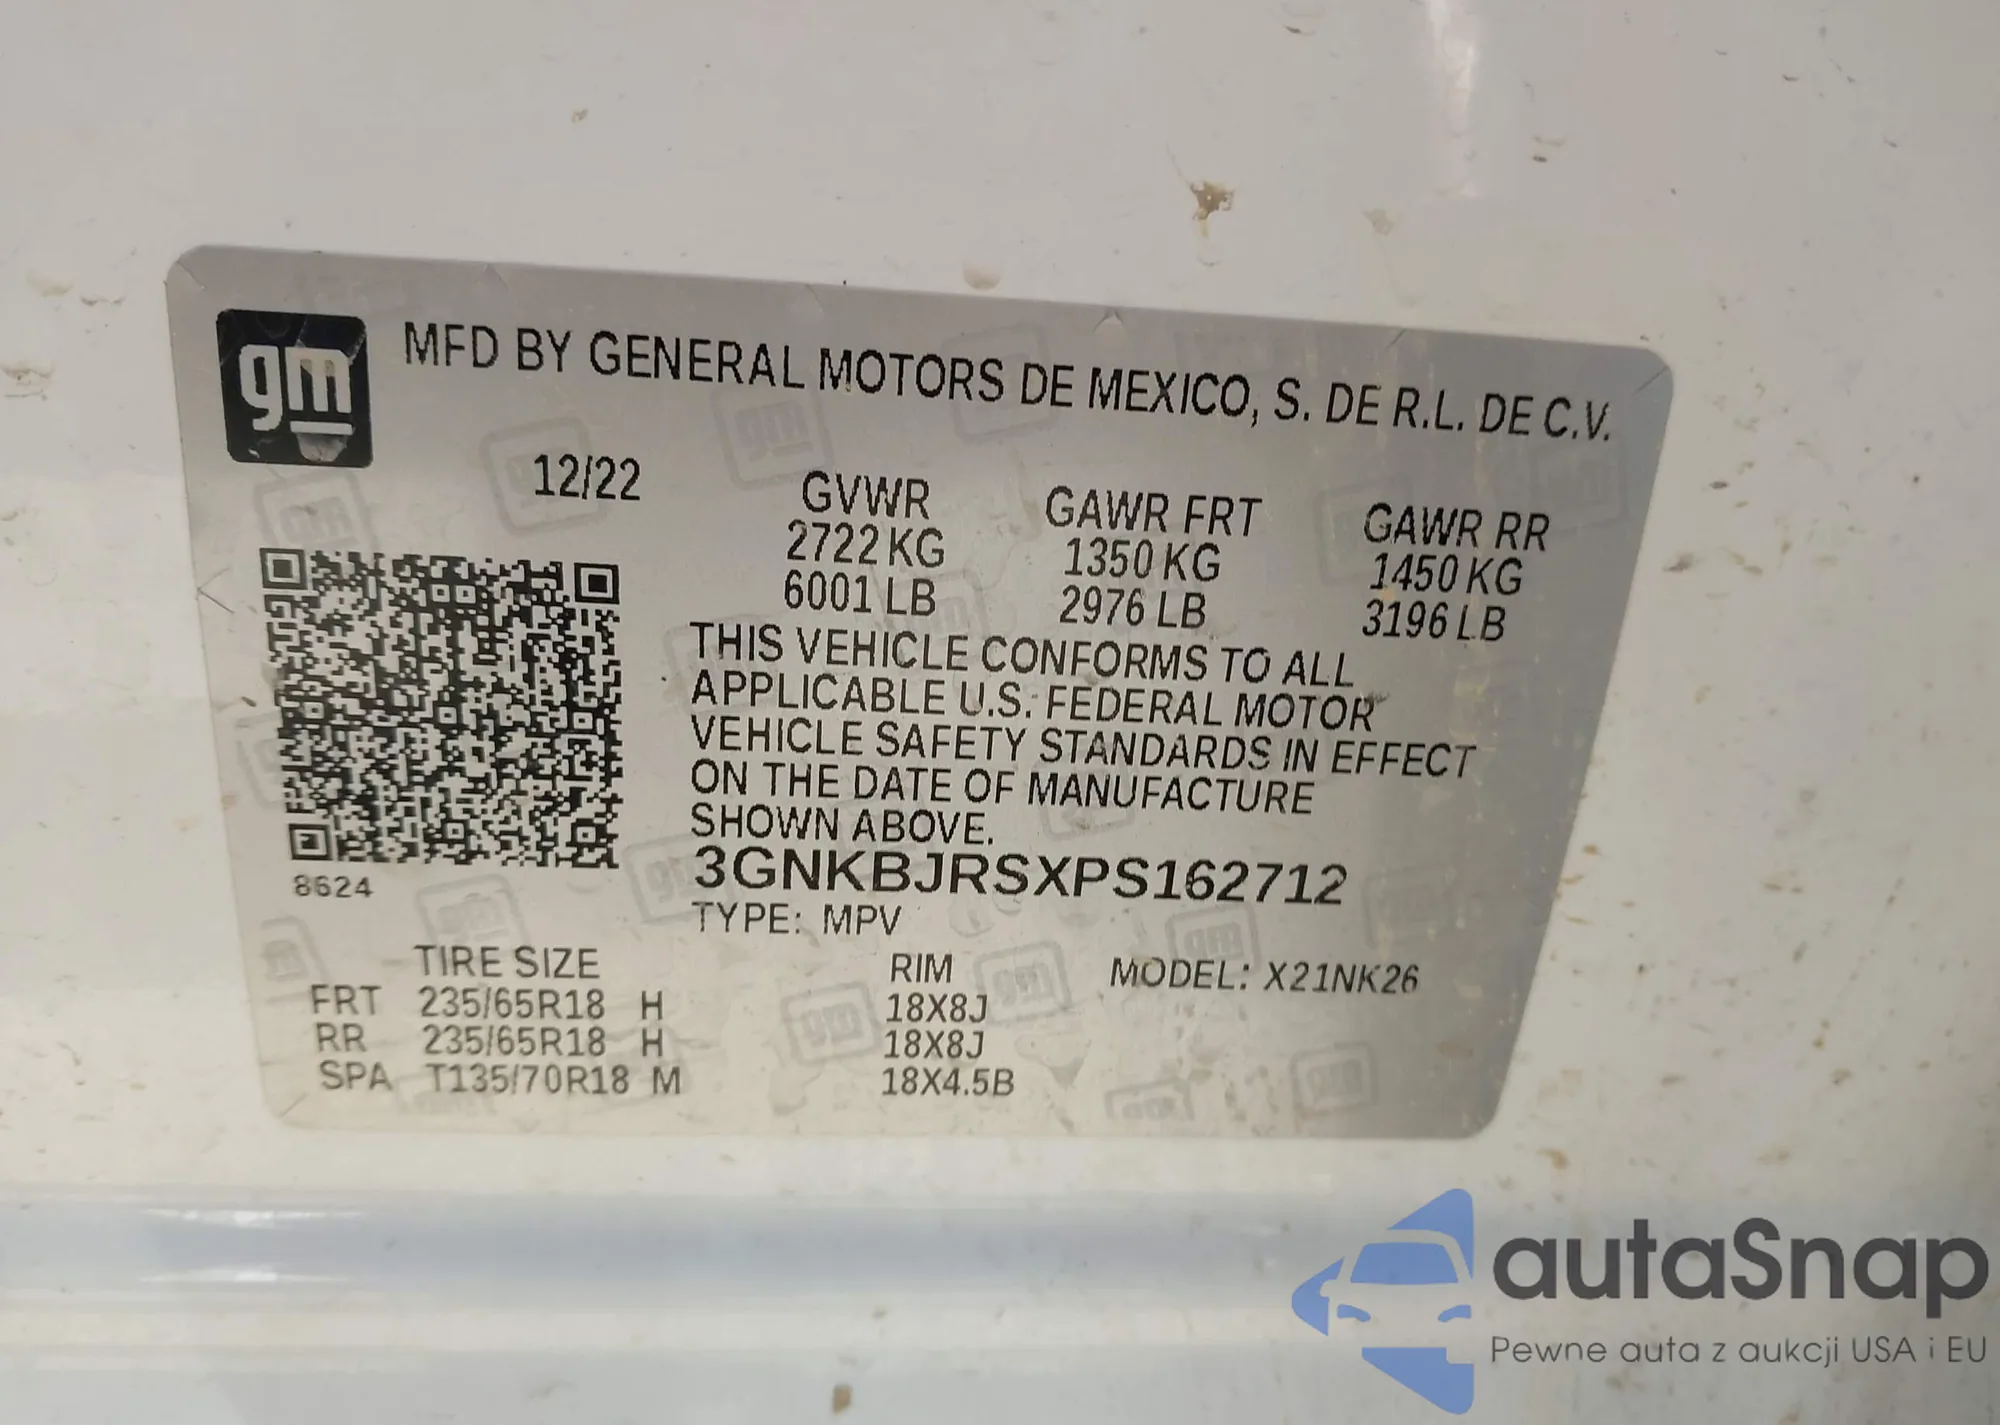 gm
MFD BY GENERAL MOTORS DE MEXICO, S. DE R.L. DE C.V.
12/22 GVWR GAWR FRT GAWR RR
2722 KG 1350 KG 1450 KG
6001 LB 2976 LB 3196 LB
THIS VEHICLE CONFORMS TO ALL
APPLICABLE U.S. FEDERAL MOTOR
VEHICLE SAFETY STANDARDS IN EFFECT
ON THE DATE OF MANUFACTURE
SHOWN ABOVE.
3GNKBJRSXPS162712
8624
TYPE: MPV
TIRE SIZE RIM MODEL: X21NK26
FRT 235/65R18 H 18X8J
RR 235/65R18 H 18X8J
SPA T135/70R18 M 18X4.5B
autaSnap
Pewne auta z aukcji USA i EU